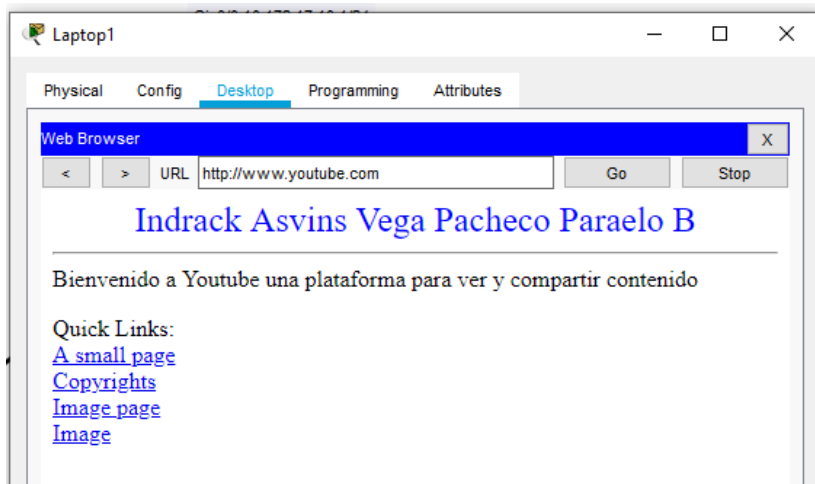 Laptop1
Physical Config Desktop Programming Attributes
Web Browser X
< > URL http://www.youtube.com Go Stop
Indrack Asvins Vega Pacheco Paraelo B
Bienvenido a Youtube una plataforma para ver y compartir contenido
Quick Links:
A small page
Copyrights
Image page
Image